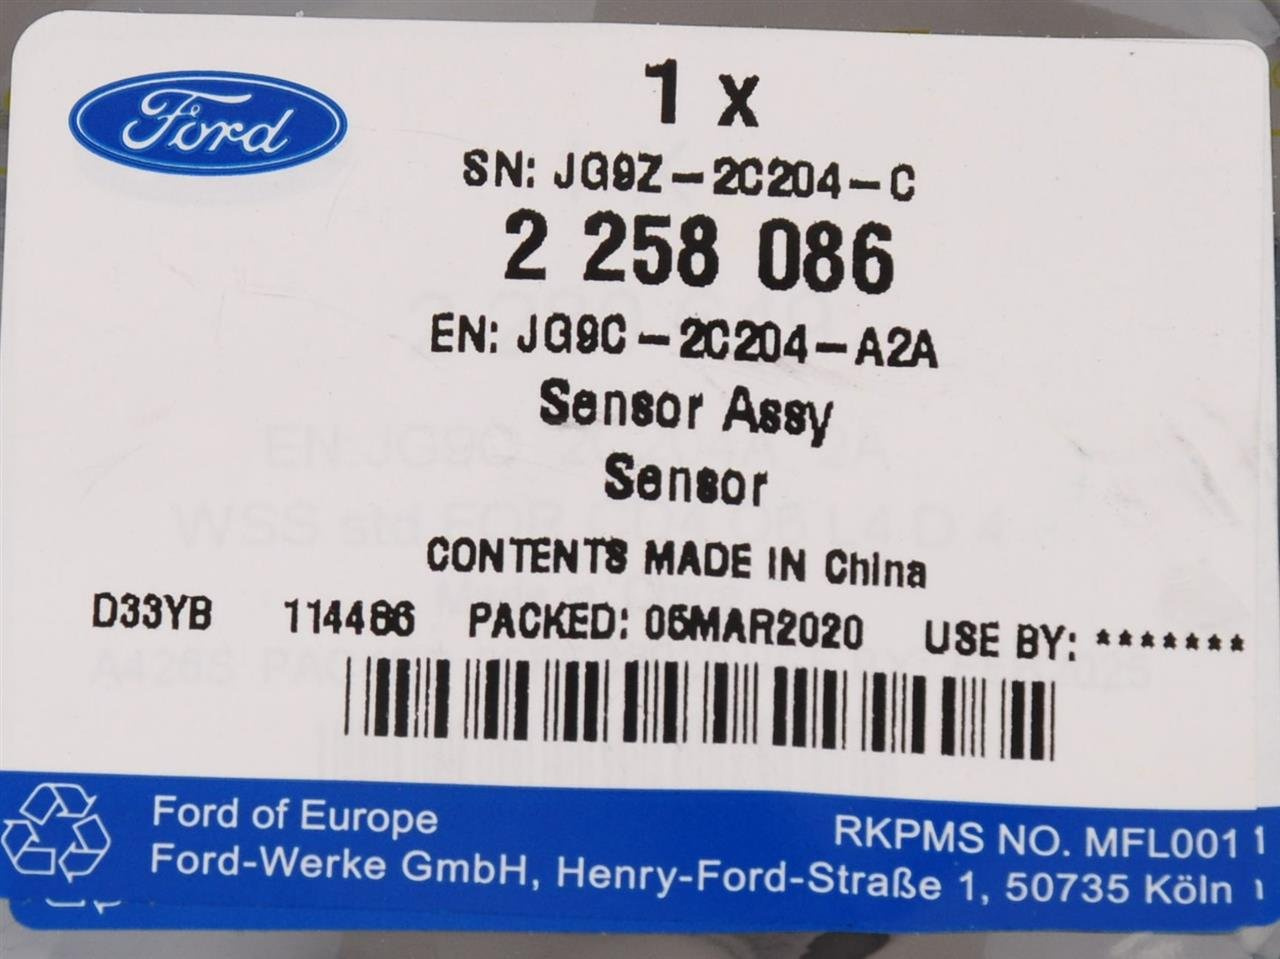 Ford
1 x
SN: JG9Z-2C204-C
2 258 086
EN: JG9C-2C204-A2A
Sensor Assy
Sensor
CONTENTS MADE IN China
D33YB 114486 PACKED: 05MAR2020 USE BY: *******
Ford of Europe
RKPMS NO. MFL001
Ford-Werke GmbH, Henry-Ford-Straße 1, 50735 Köln